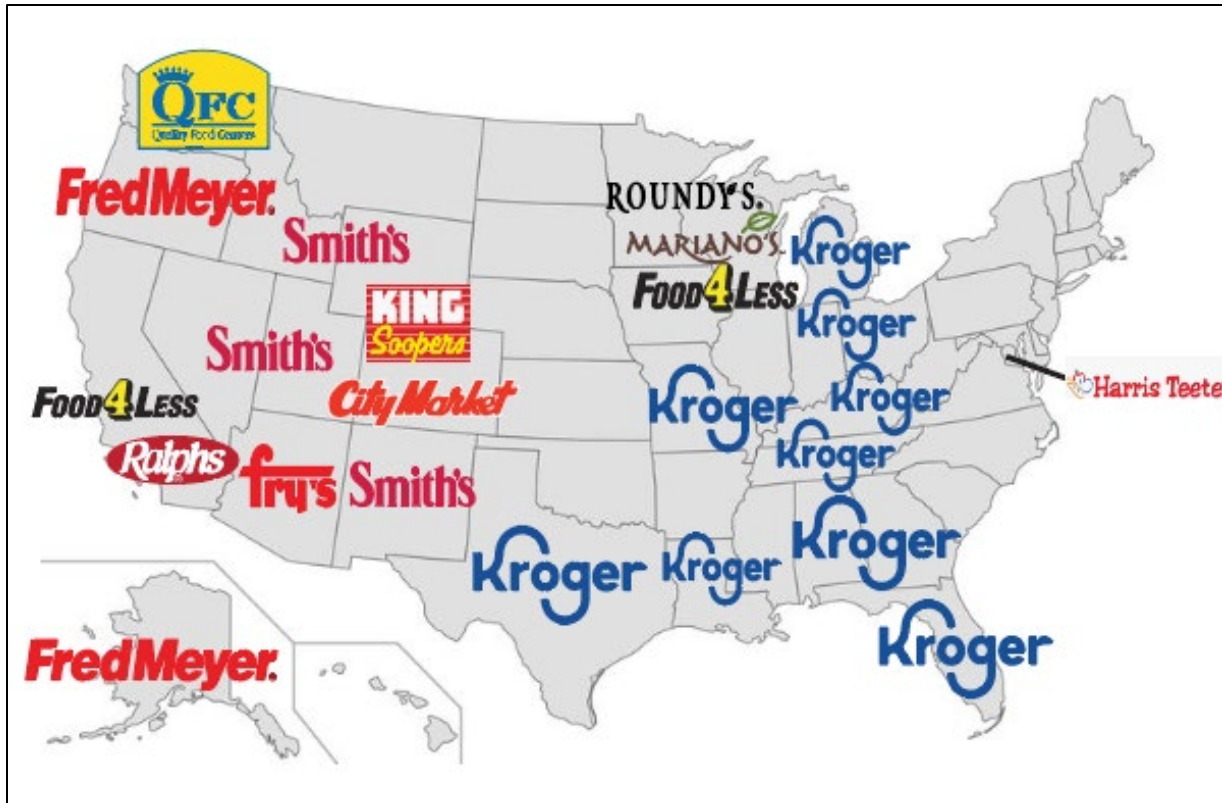 QFC
Quality Food Centers
FredMeyer.
ROUNDY'S.
Smith's
MARIANO'S
Kroger
FOOD4LESS
KING
Soopers
Kroger
Smith's
Harris Teete
City Market
Kroger
Kroger
FOOD4LESS
Kroger
Ralphs
fry's
Smith's
Kroger
Kroger
Kroger
Kroger
FredMeyer.